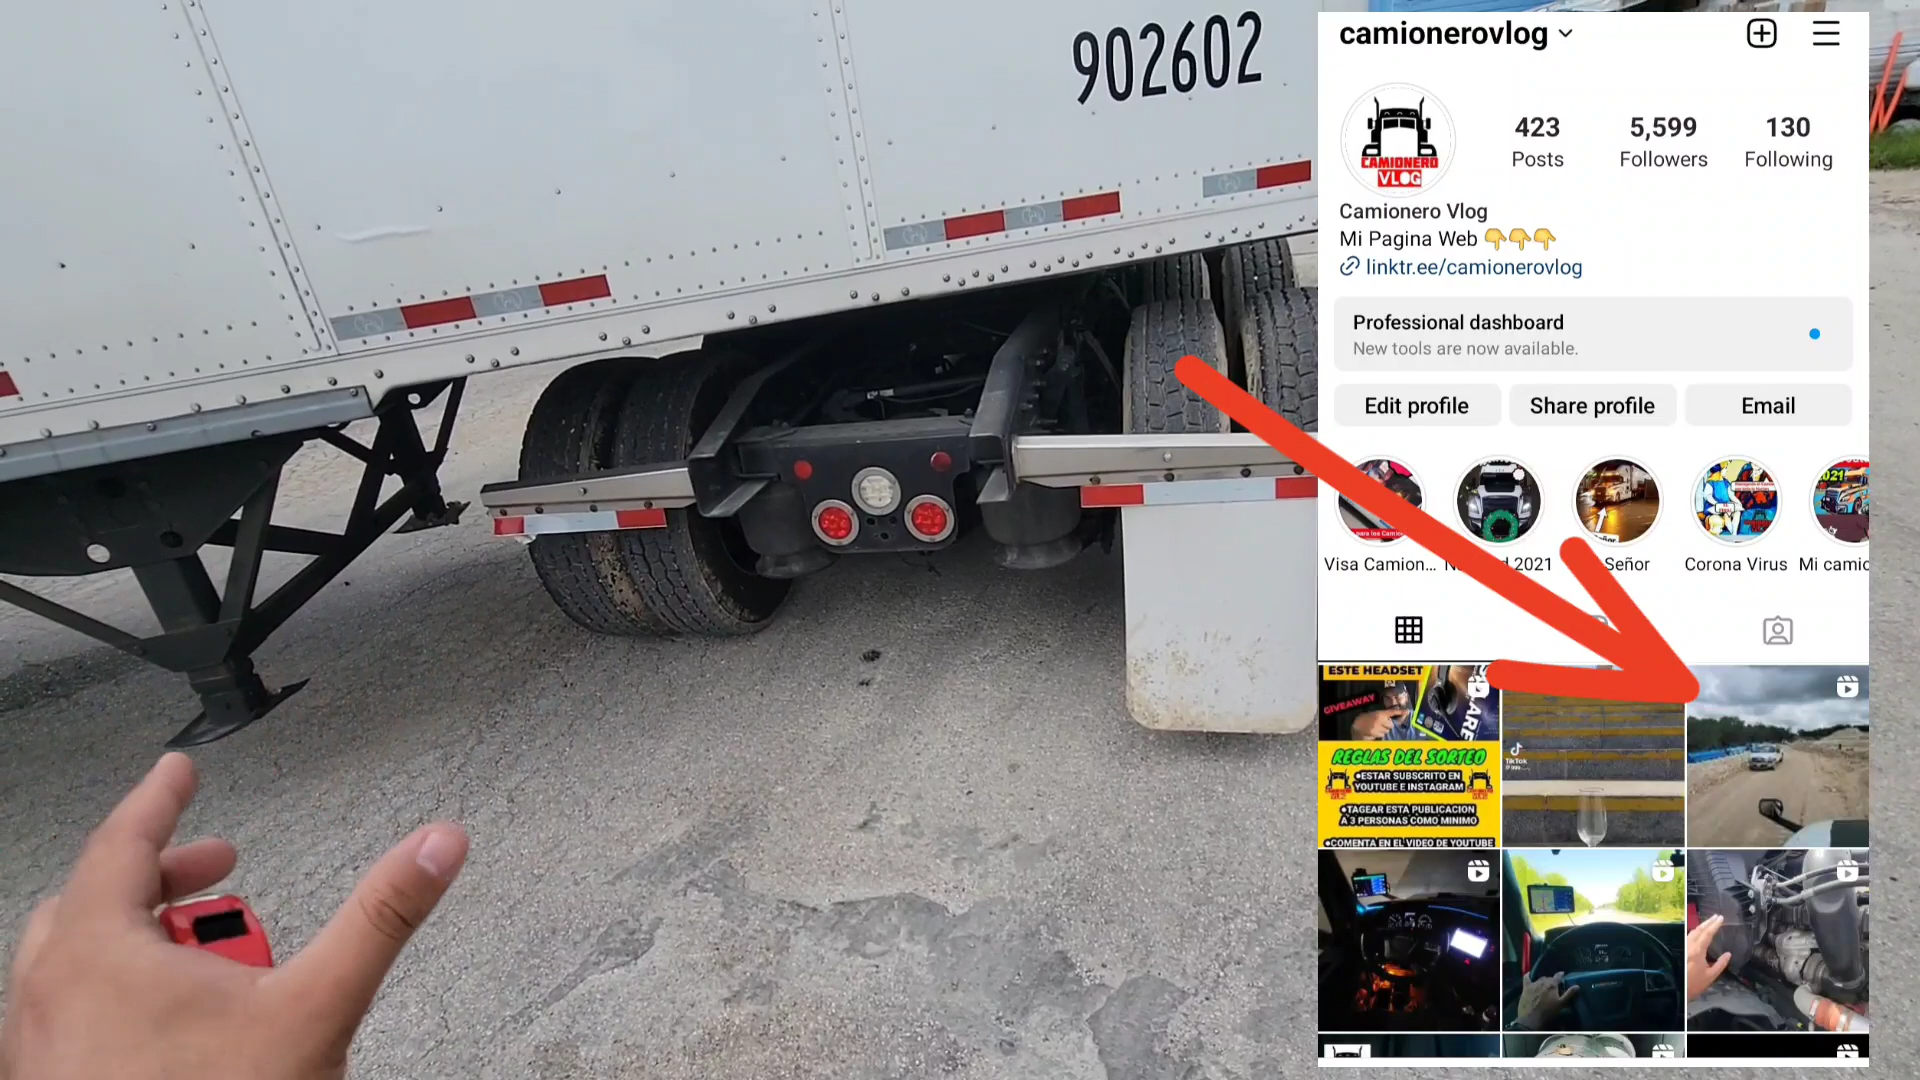 902602
camionerovlog
423
5,599
130
Posts
Followers
Following
CAMIONERO
VLOG
Camionero Vlog
Mi Pagina Web 👇👇👇
linktr.ee/camionerovlog
Professional dashboard
New tools are now available.
Edit profile
Share profile
Email
2021
Visa Camion...
2021
Señor
Corona Virus
Mi camio
ESTE HEADSET
GIVEAWAY
REGLAS DEL SORTEO
•ESTAR SUBSCRITO EN
YOUTUBE E INSTAGRAM
•TAGEAR ESTA PUBLICACION
A 3 PERSONAS COMO MINIMO
•COMENTA EN EL VIDEO DE YOUTUBE
TikTok